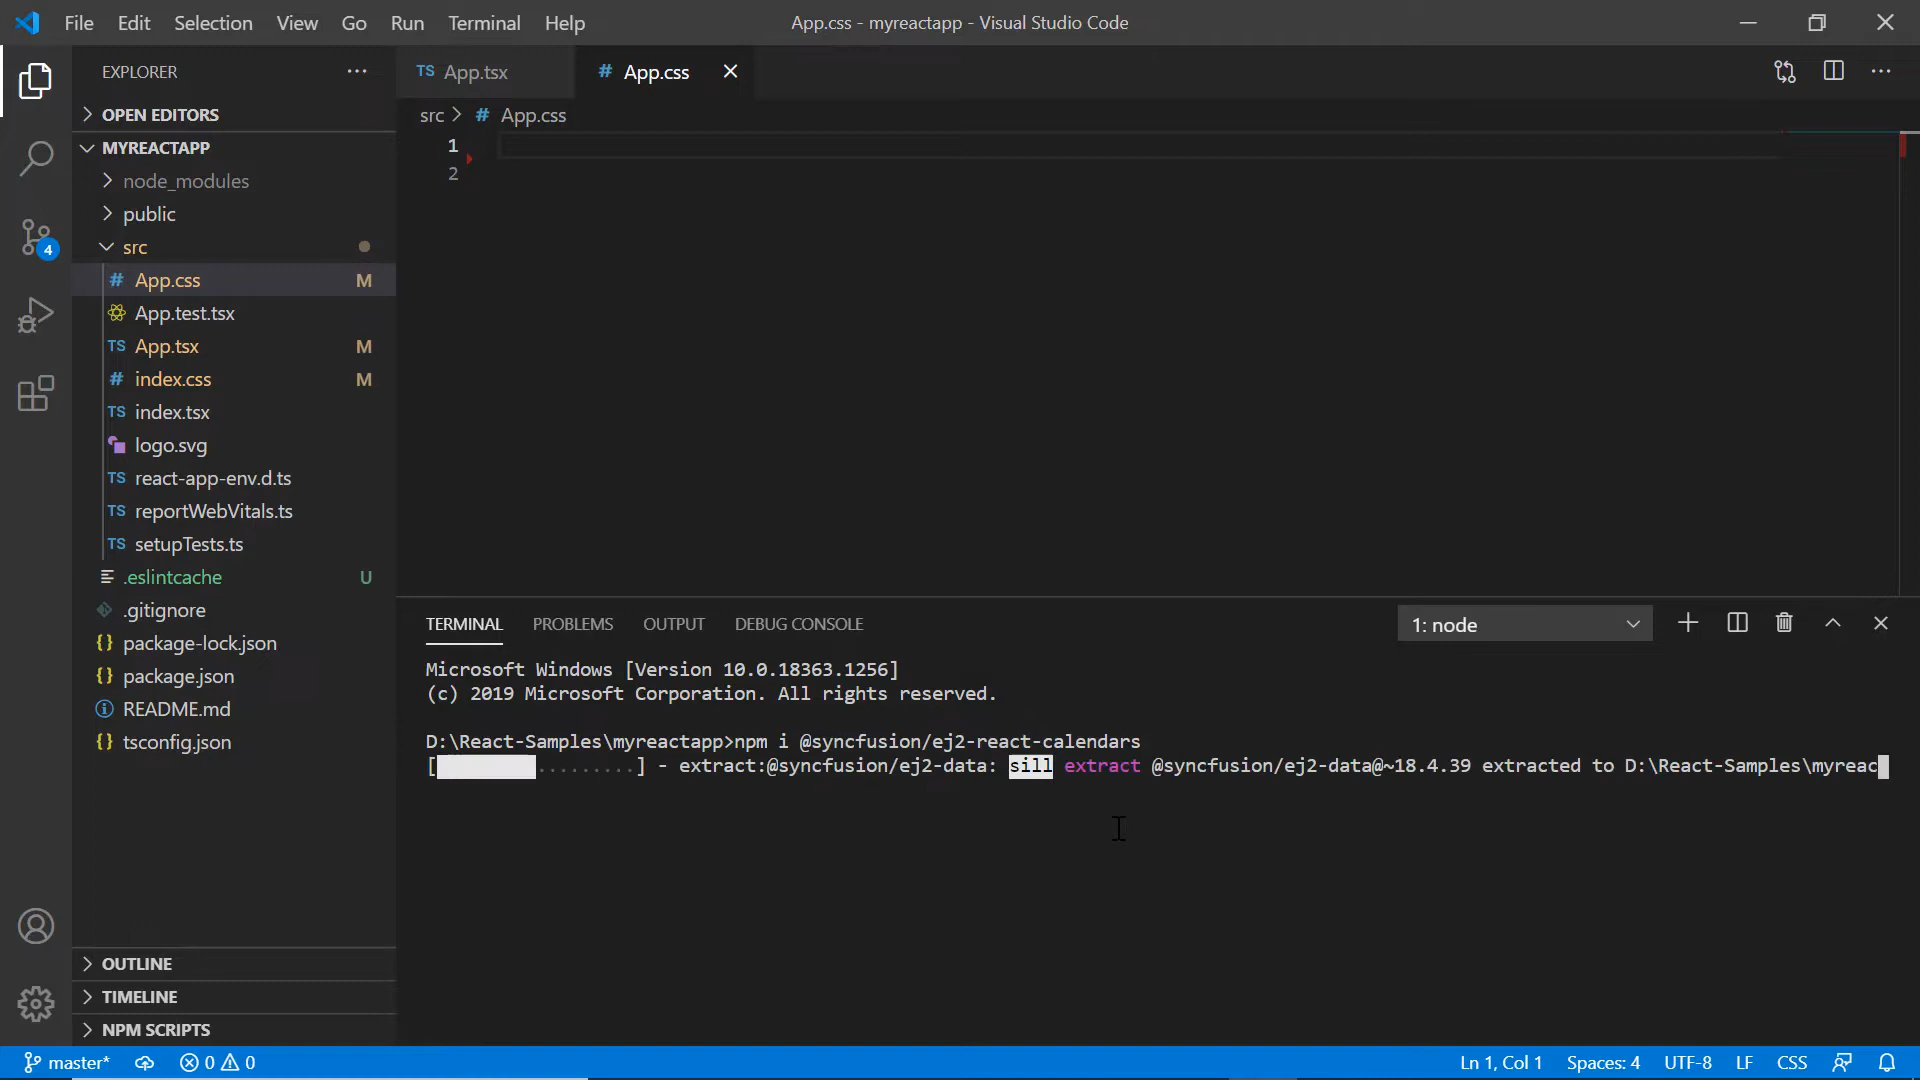 File Edit Selection View Go Run Terminal Help
App.css - myreactapp - Visual Studio Code
EXPLORER
OPEN EDITORS
MYREACTAPP
node_modules
public
src
# App.css M
App.test.tsx
TS App.tsx M
# index.css M
TS index.tsx
logo.svg
TS react-app-env.d.ts
TS reportWebVitals.ts
TS setupTests.ts
.eslintcache U
.gitignore
{} package-lock.json
{} package.json
README.md
{} tsconfig.json
OUTLINE
TIMELINE
NPM SCRIPTS
4
TS App.tsx
# App.css
src > # App.css
1
2
TERMINAL PROBLEMS OUTPUT DEBUG CONSOLE
1: node
Microsoft Windows [Version 10.0.18363.1256]
(c) 2019 Microsoft Corporation. All rights reserved.
D:\React-Samples\myreactapp>npm i @syncfusion/ej2-react-calendars
[ .........] - extract:@syncfusion/ej2-data: sill extract @syncfusion/ej2-data@~18.4.39 extracted to D:\React-Samples\myreac
master* 0 0
Ln 1, Col 1 Spaces: 4 UTF-8 LF CSS